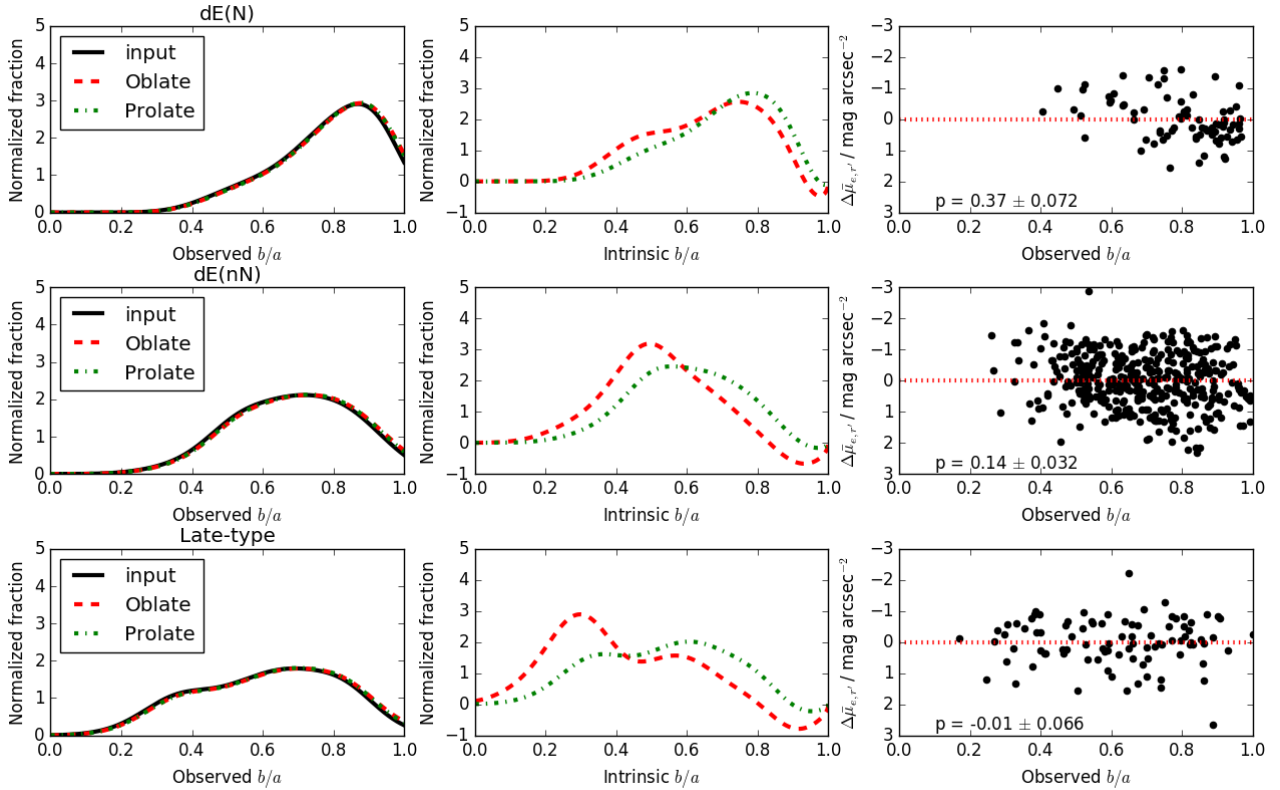 dE(N)
Normalized fraction
5
4
3
2
1
0
input
Oblate
Prolate
0.0 0.2 0.4 0.6 0.8 1.0
Observed b/a
Normalized fraction
5
4
3
2
1
0
−1
0.0 0.2 0.4 0.6 0.8 1.0
Intrinsic b/a
Δμ̄e,r′ / mag arcsec−2
−3
−2
−1
0
1
2
3
p = 0.37 ± 0.072
0.0 0.2 0.4 0.6 0.8 1.0
Observed b/a
dE(nN)
Normalized fraction
5
4
3
2
1
0
input
Oblate
Prolate
0.0 0.2 0.4 0.6 0.8 1.0
Observed b/a
Normalized fraction
5
4
3
2
1
0
−1
0.0 0.2 0.4 0.6 0.8 1.0
Intrinsic b/a
Δμ̄e,r′ / mag arcsec−2
−3
−2
−1
0
1
2
3
p = 0.14 ± 0.032
0.0 0.2 0.4 0.6 0.8 1.0
Observed b/a
Late-type
Normalized fraction
5
4
3
2
1
0
input
Oblate
Prolate
0.0 0.2 0.4 0.6 0.8 1.0
Observed b/a
Normalized fraction
5
4
3
2
1
0
−1
0.0 0.2 0.4 0.6 0.8 1.0
Intrinsic b/a
Δμ̄e,r′ / mag arcsec−2
−3
−2
−1
0
1
2
3
p = -0.01 ± 0.066
0.0 0.2 0.4 0.6 0.8 1.0
Observed b/a